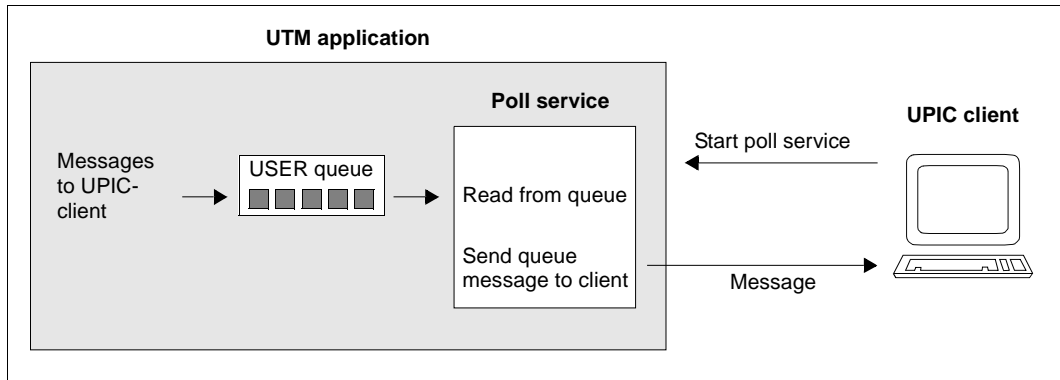 UTM application
Poll service
UPIC client
Start poll service
Messages
to UPIC-
client
USER queue
Read from queue
Send queue
message to client
Message